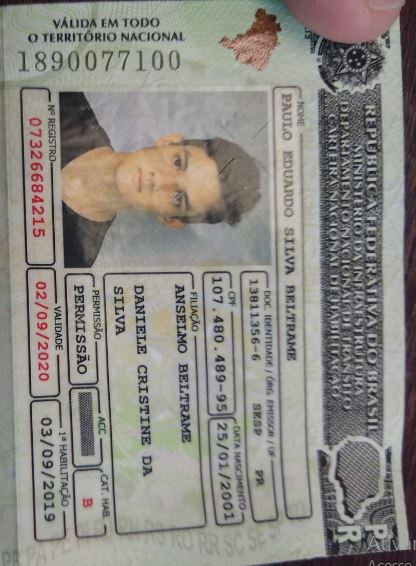 REPÚBLICA FEDERATIVA DO BRASIL
MINISTÉRIO DA INFRAESTRUTURA
DEPARTAMENTO NACIONAL DE TRÂNSITO
CARTEIRA NACIONAL DE HABILITAÇÃO
VÁLIDA EM TODO
O TERRITÓRIO NACIONAL
1890077100
NOME
PAULO EDUARDO SILVA BELTRAME
DOC. IDENTIDADE / ÓRG. EMISSOR / UF
13811356-6 SESP PR
CPF
107.480.489-95
DATA NASCIMENTO
25/01/2001
FILIAÇÃO
ANSELMO BELTRAME
DANIELE CRISTINE DA
SILVA
PERMISSÃO
PERMISSÃO
ACC
CAT. HAB.
B
Nº REGISTRO
07326684215
VALIDADE
02/09/2020
1ª HABILITAÇÃO
03/09/2019
PR